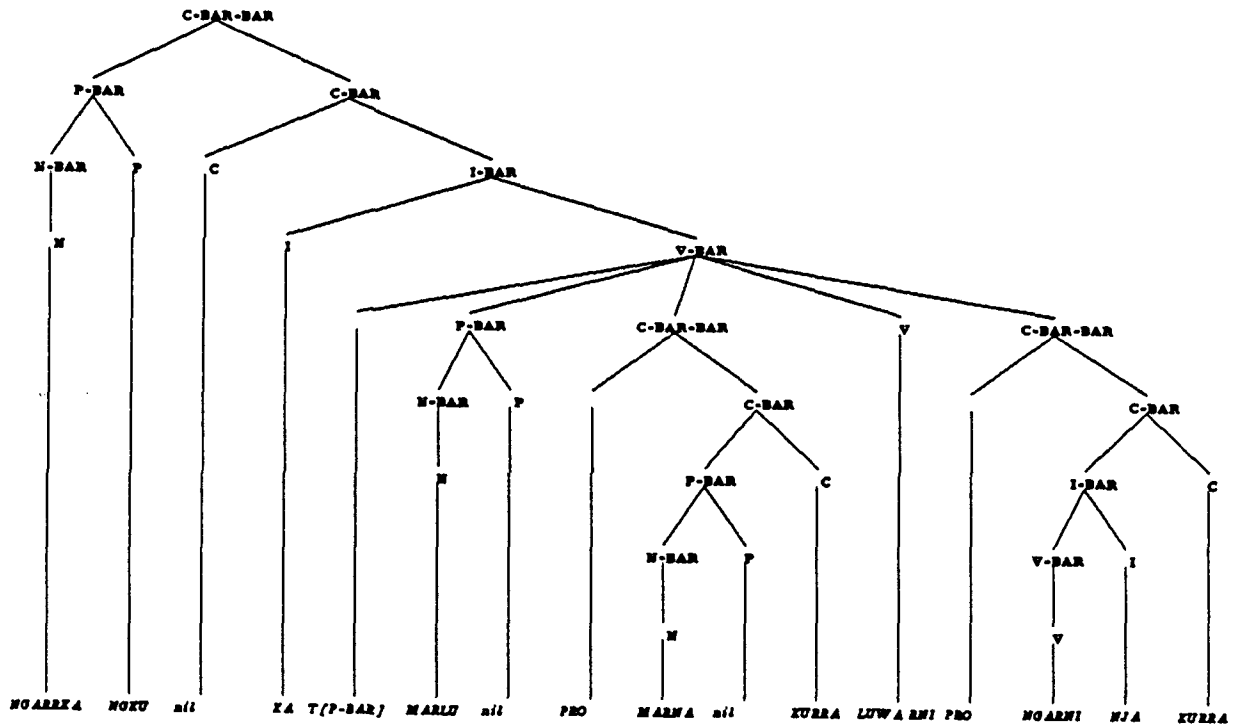 C-BAR-BAR
P-BAR C-BAR
N-BAR P C
I-BAR
N I
V-BAR
P-BAR C-BAR-BAR V C-BAR-BAR
N-BAR P C-BAR C-BAR
N P-BAR C I-BAR C
N-BAR P V-BAR I
N V
NGARRKA NGKU nil KA T[P-BAR] MARLU nil PRO MARNA nil KURRA LUWARNI PRO NGARNI NJA KURRA